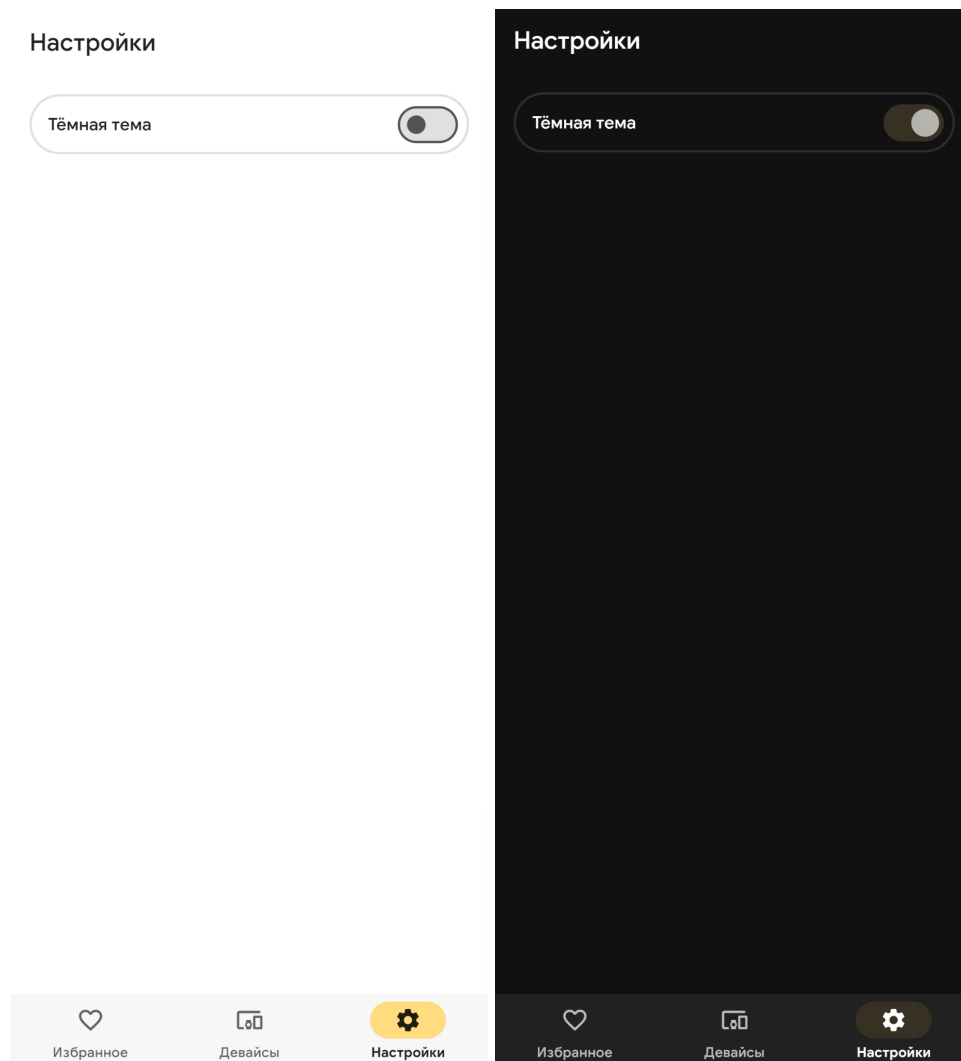 Настройки
Тёмная тема
Избранное
Девайсы
Настройки
Настройки
Тёмная тема
Избранное
Девайсы
Настройки